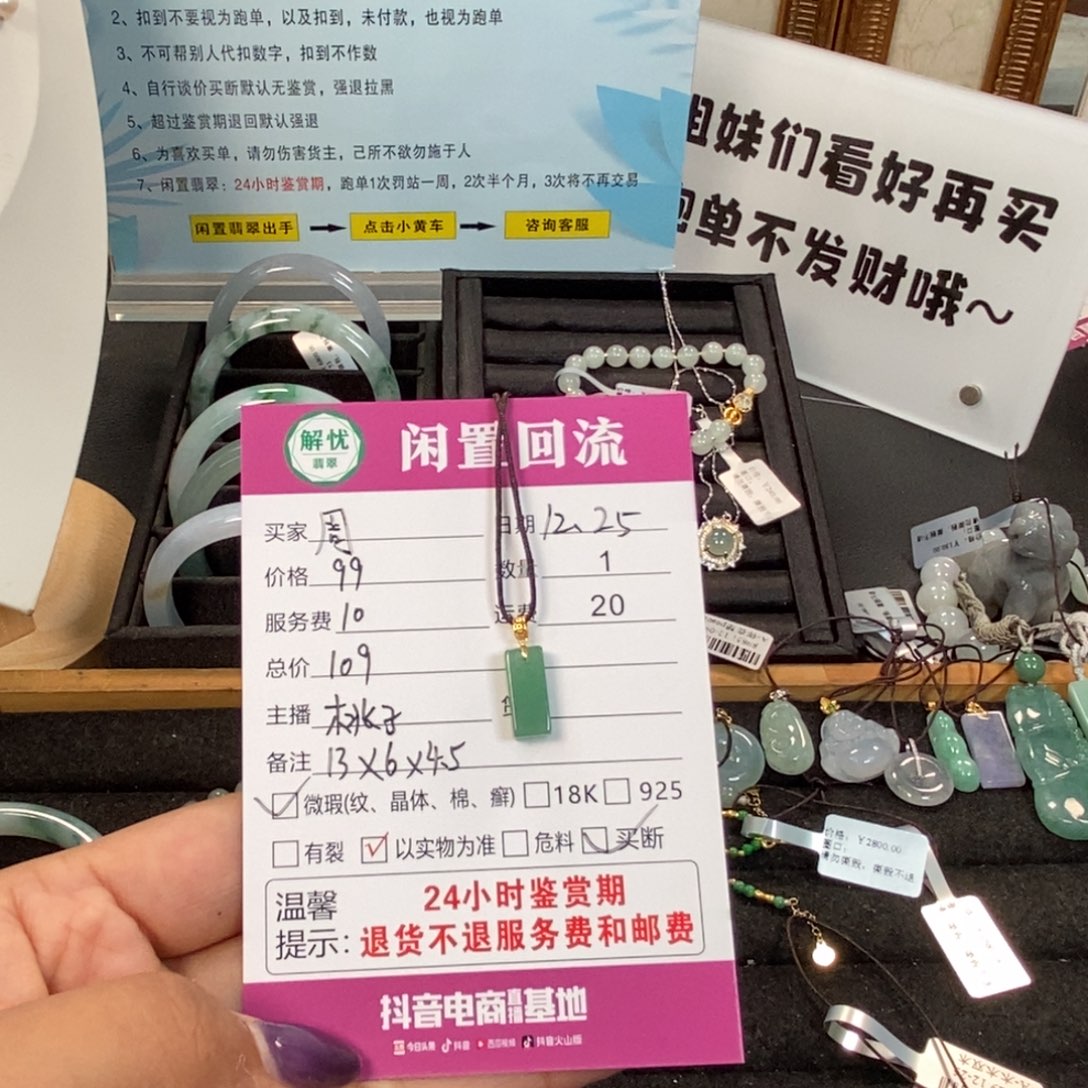 2、扣到不要视为跑单，以及扣到，未付款，也视为跑单
3、不可帮别人代扣数字，扣到不作数
4、自行谈价买断默认无鉴赏，强退拉黑
5、超过鉴赏期退回默认强退
6、为喜欢买单，请勿伤害货主，己所不欲勿施于人
7、闲置翡翠：24小时鉴赏期，跑单1次罚站一周，2次半个月，3次将不再交易
闲置翡翠出手 点击小黄车 咨询客服
姐妹们看好再买
跑单不发财哦～
解忧
翡翠
闲置回流
买家 周 日期 12.25
价格 99 数量 1
服务费 10 运费 20
总价 109
主播 桃子
备注 13×6×4.5
微瑕(纹、晶体、棉、癣) 18K 925
有裂 以实物为准 危料 买断
温馨
提示:
24小时鉴赏期
退货不退服务费和邮费
抖音电商直播基地
今日头条 抖音 西瓜视频 抖音火山版
价格：￥2800.00
圈口：
请勿撕毁，撕毁不退